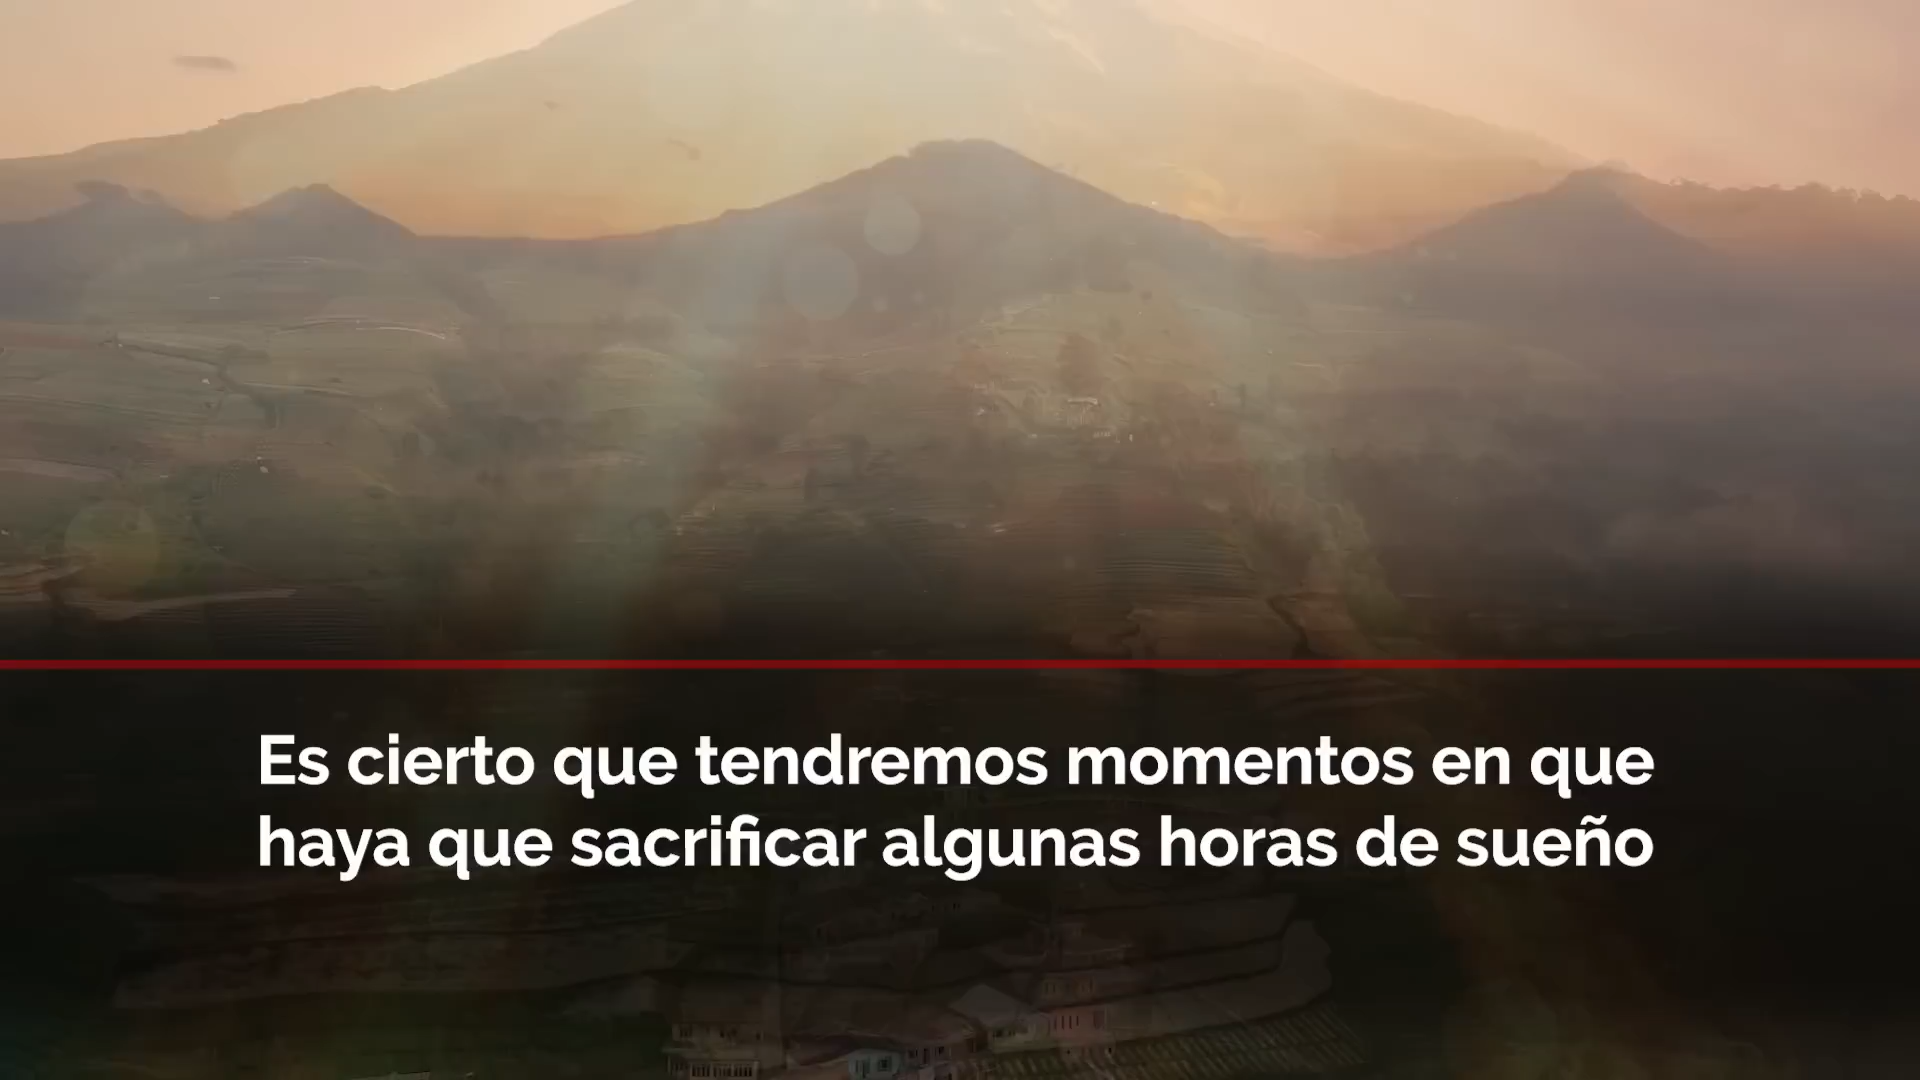 Es cierto que tendremos momentos en que
haya que sacrificar algunas horas de sueño